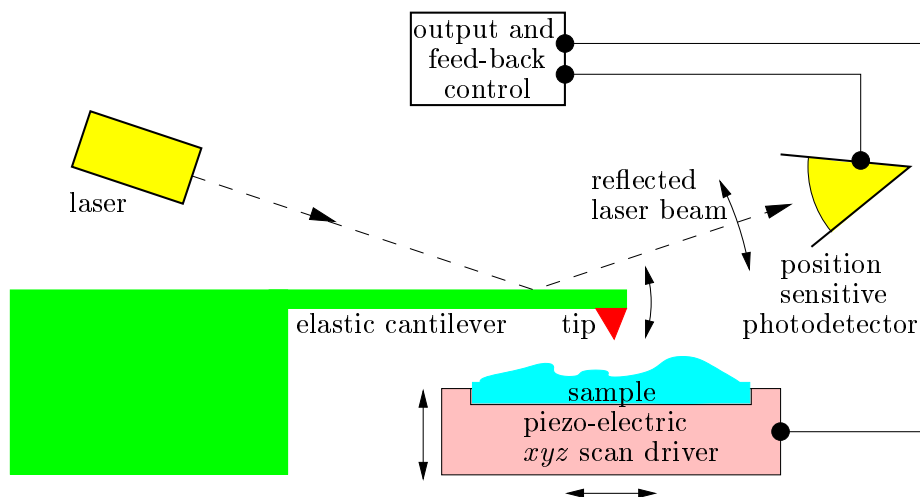 output and
feed-back
control
laser
reflected
laser beam
position
sensitive
photodetector
elastic cantilever
tip
sample
piezo-electric
xyz scan driver